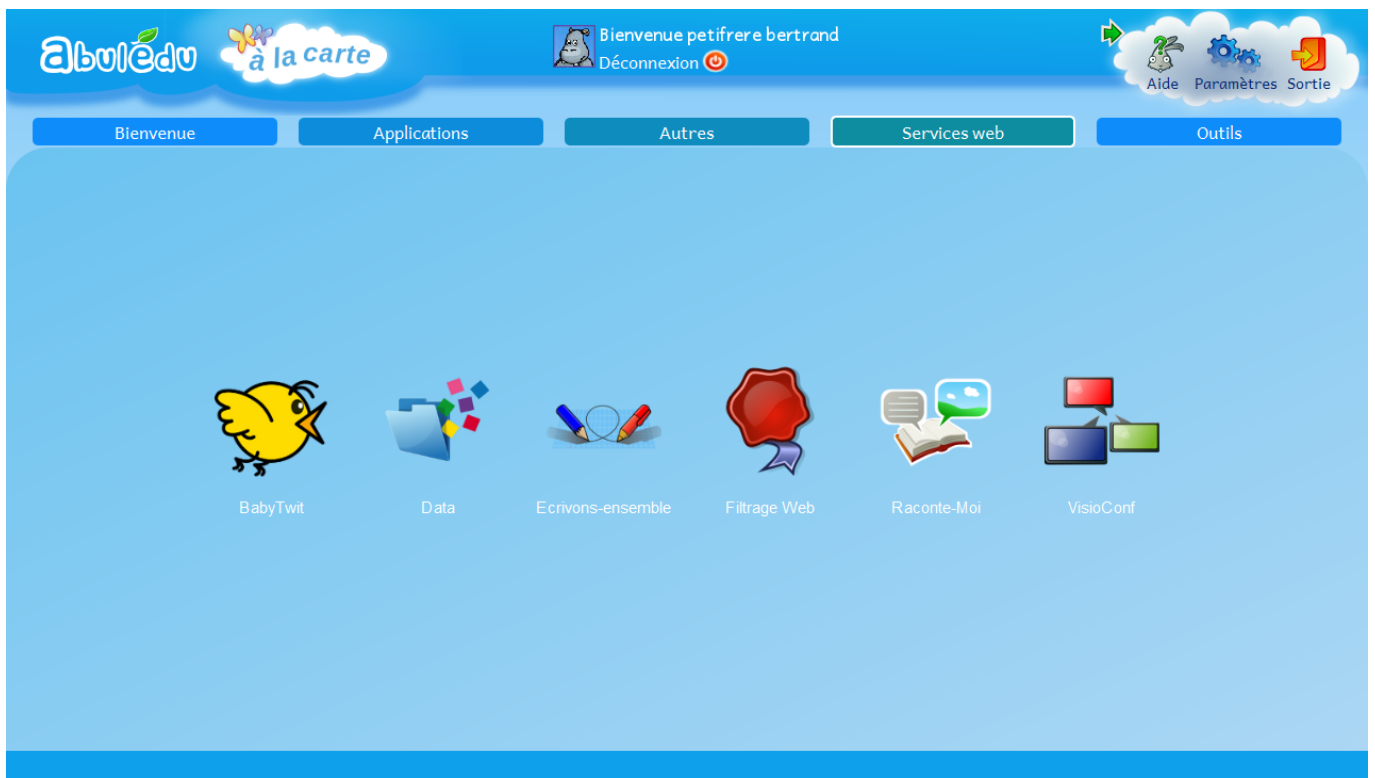 abulédu
à la carte
Bienvenue petifrere bertrand
Déconnexion
Aide Paramètres Sortie
Bienvenue Applications Autres Services web Outils
BabyTwit Data Ecrivons-ensemble Filtrage Web Raconte-Moi VisioConf